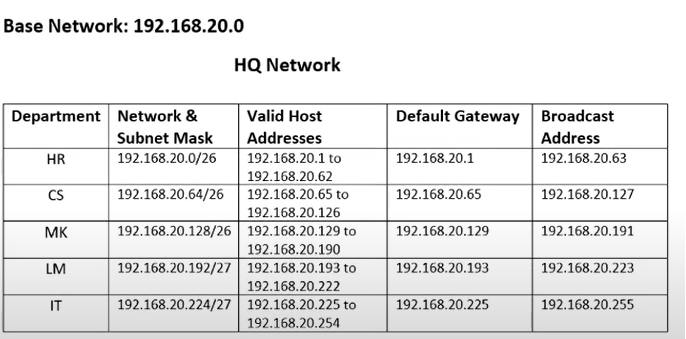 Base Network: 192.168.20.0
HQ Network
Department Network & Subnet Mask Valid Host Addresses Default Gateway Broadcast Address
HR 192.168.20.0/26 192.168.20.1 to 192.168.20.62 192.168.20.1 192.168.20.63
CS 192.168.20.64/26 192.168.20.65 to 192.168.20.126 192.168.20.65 192.168.20.127
MK 192.168.20.128/26 192.168.20.129 to 192.168.20.190 192.168.20.129 192.168.20.191
LM 192.168.20.192/27 192.168.20.193 to 192.168.20.222 192.168.20.193 192.168.20.223
IT 192.168.20.224/27 192.168.20.225 to 192.168.20.254 192.168.20.225 192.168.20.255